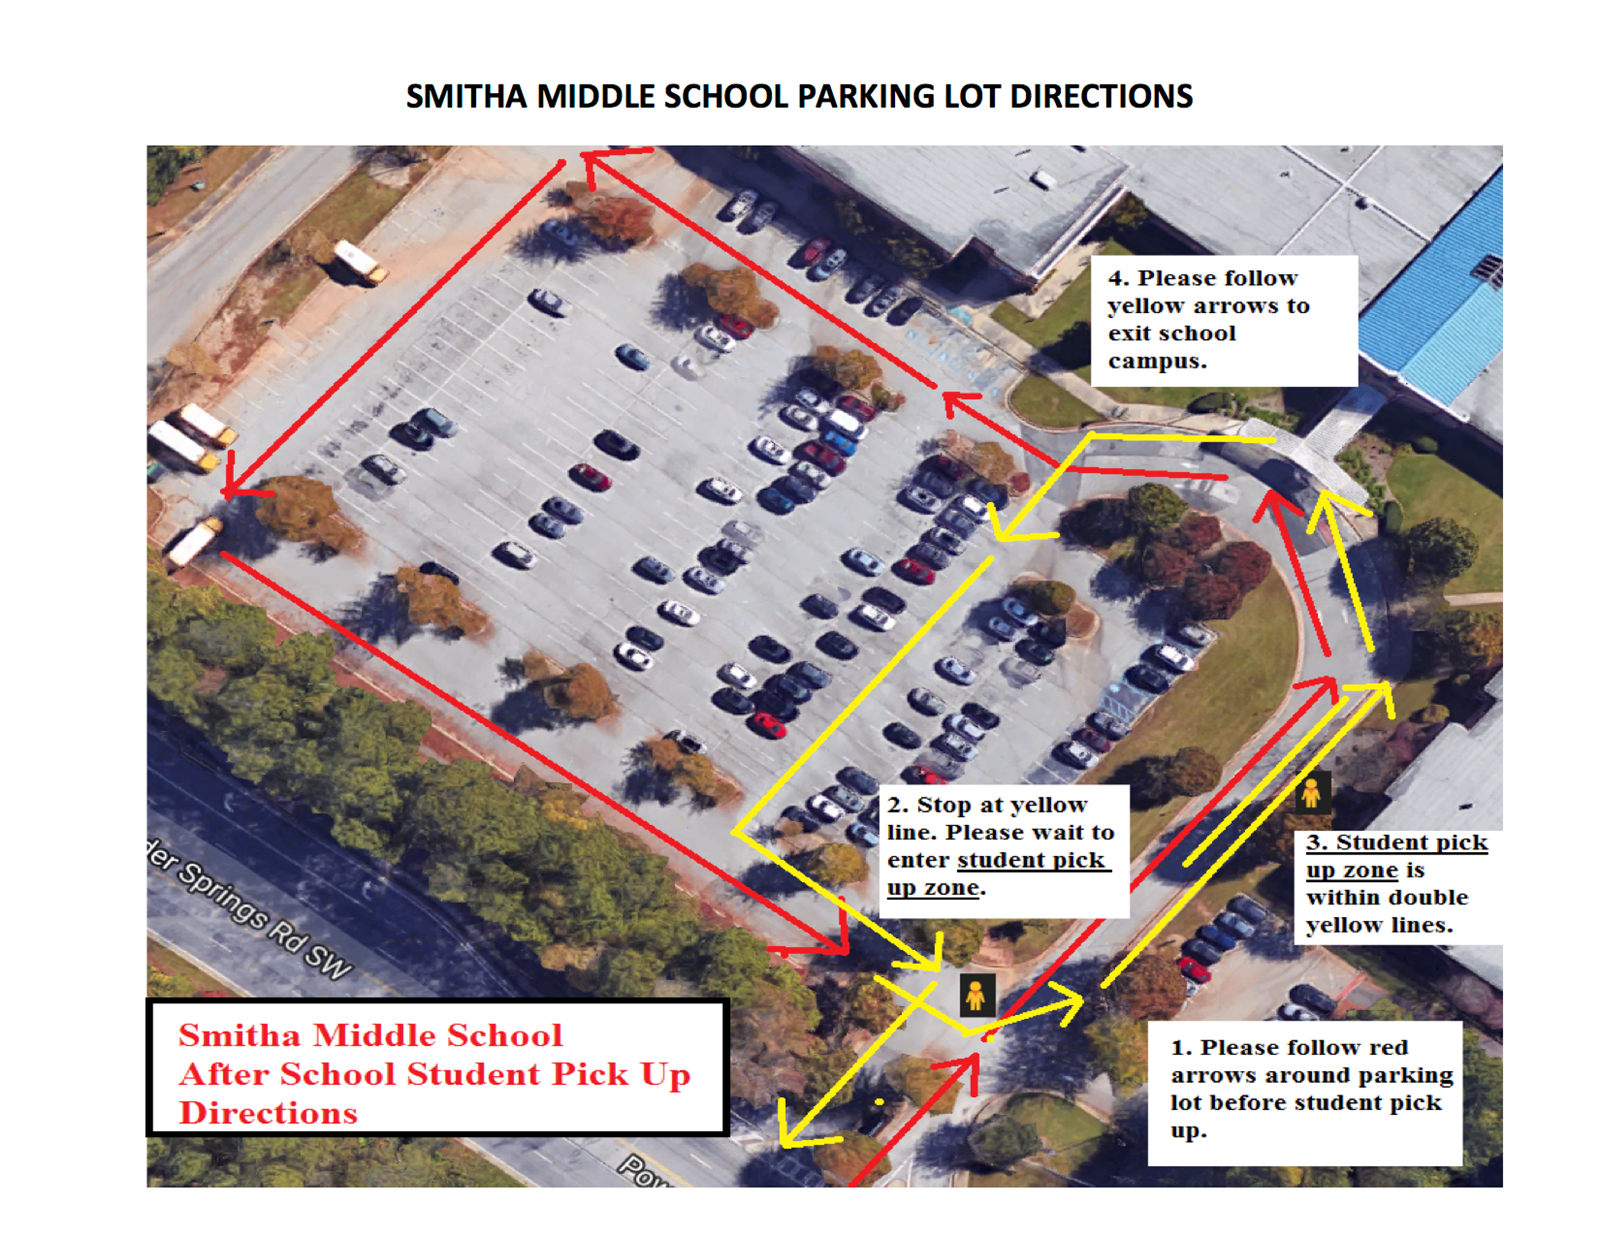 SMITHA MIDDLE SCHOOL PARKING LOT DIRECTIONS
4. Please follow
yellow arrows to
exit school
campus.
2. Stop at yellow
line. Please wait to
enter student pick
up zone.
3. Student pick
up zone is
within double
yellow lines.
der Springs Rd SW
Smitha Middle School
After School Student Pick Up
Directions
1. Please follow red
arrows around parking
lot before student pick
up.
Pow